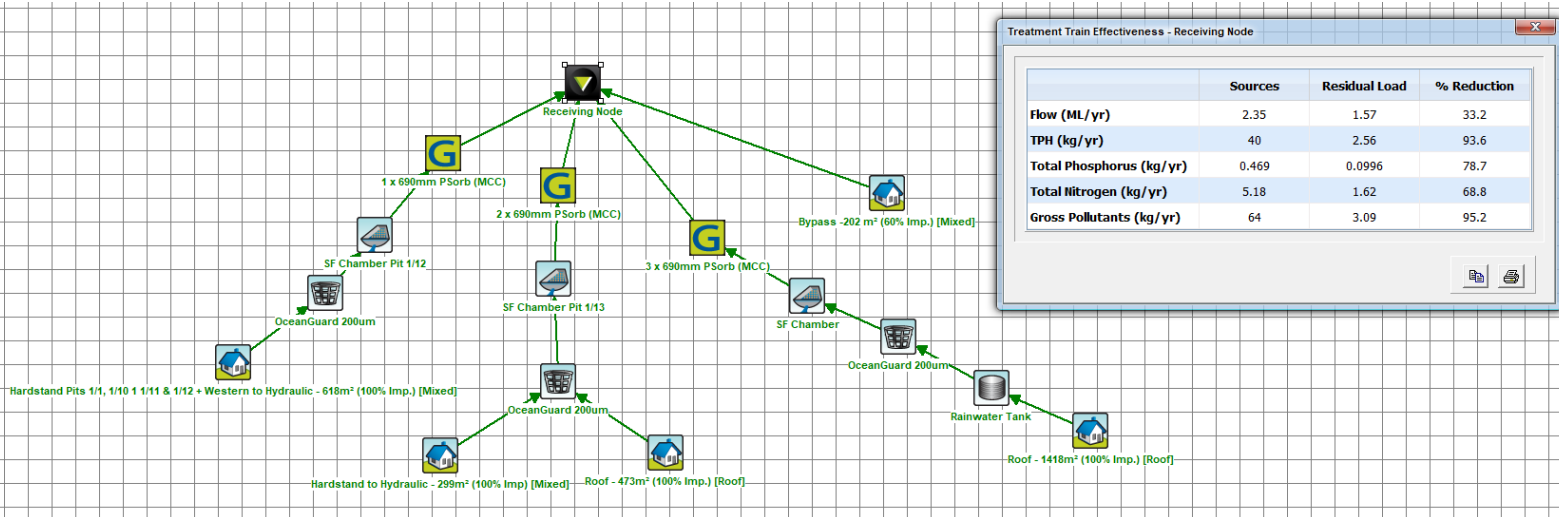 Treatment Train Effectiveness - Receiving Node
Sources Residual Load % Reduction
Flow (ML/yr) 2.35 1.57 33.2
TPH (kg/yr) 40 2.56 93.6
Total Phosphorus (kg/yr) 0.469 0.0996 78.7
Total Nitrogen (kg/yr) 5.18 1.62 68.8
Gross Pollutants (kg/yr) 64 3.09 95.2
Receiving Node
G
1 x 690mm PSorb (MCC)
G
2 x 690mm PSorb (MCC)
Bypass -202 m² (60% Imp.) [Mixed]
G
3 x 690mm PSorb (MCC)
SF Chamber Pit 1/12
SF Chamber Pit 1/13
OceanGuard 200um
SF Chamber
OceanGuard 200um
Hardstand Pits 1/1, 1/10 1 1/11 & 1/12 + Western to Hydraulic - 618m² (100% Imp.) [Mixed]
OceanGuard 200um
Rainwater Tank
Roof - 1418m² (100% Imp.) [Roof]
Hardstand to Hydraulic - 299m² (100% Imp) [Mixed]
Roof - 473m² (100% Imp.) [Roof]